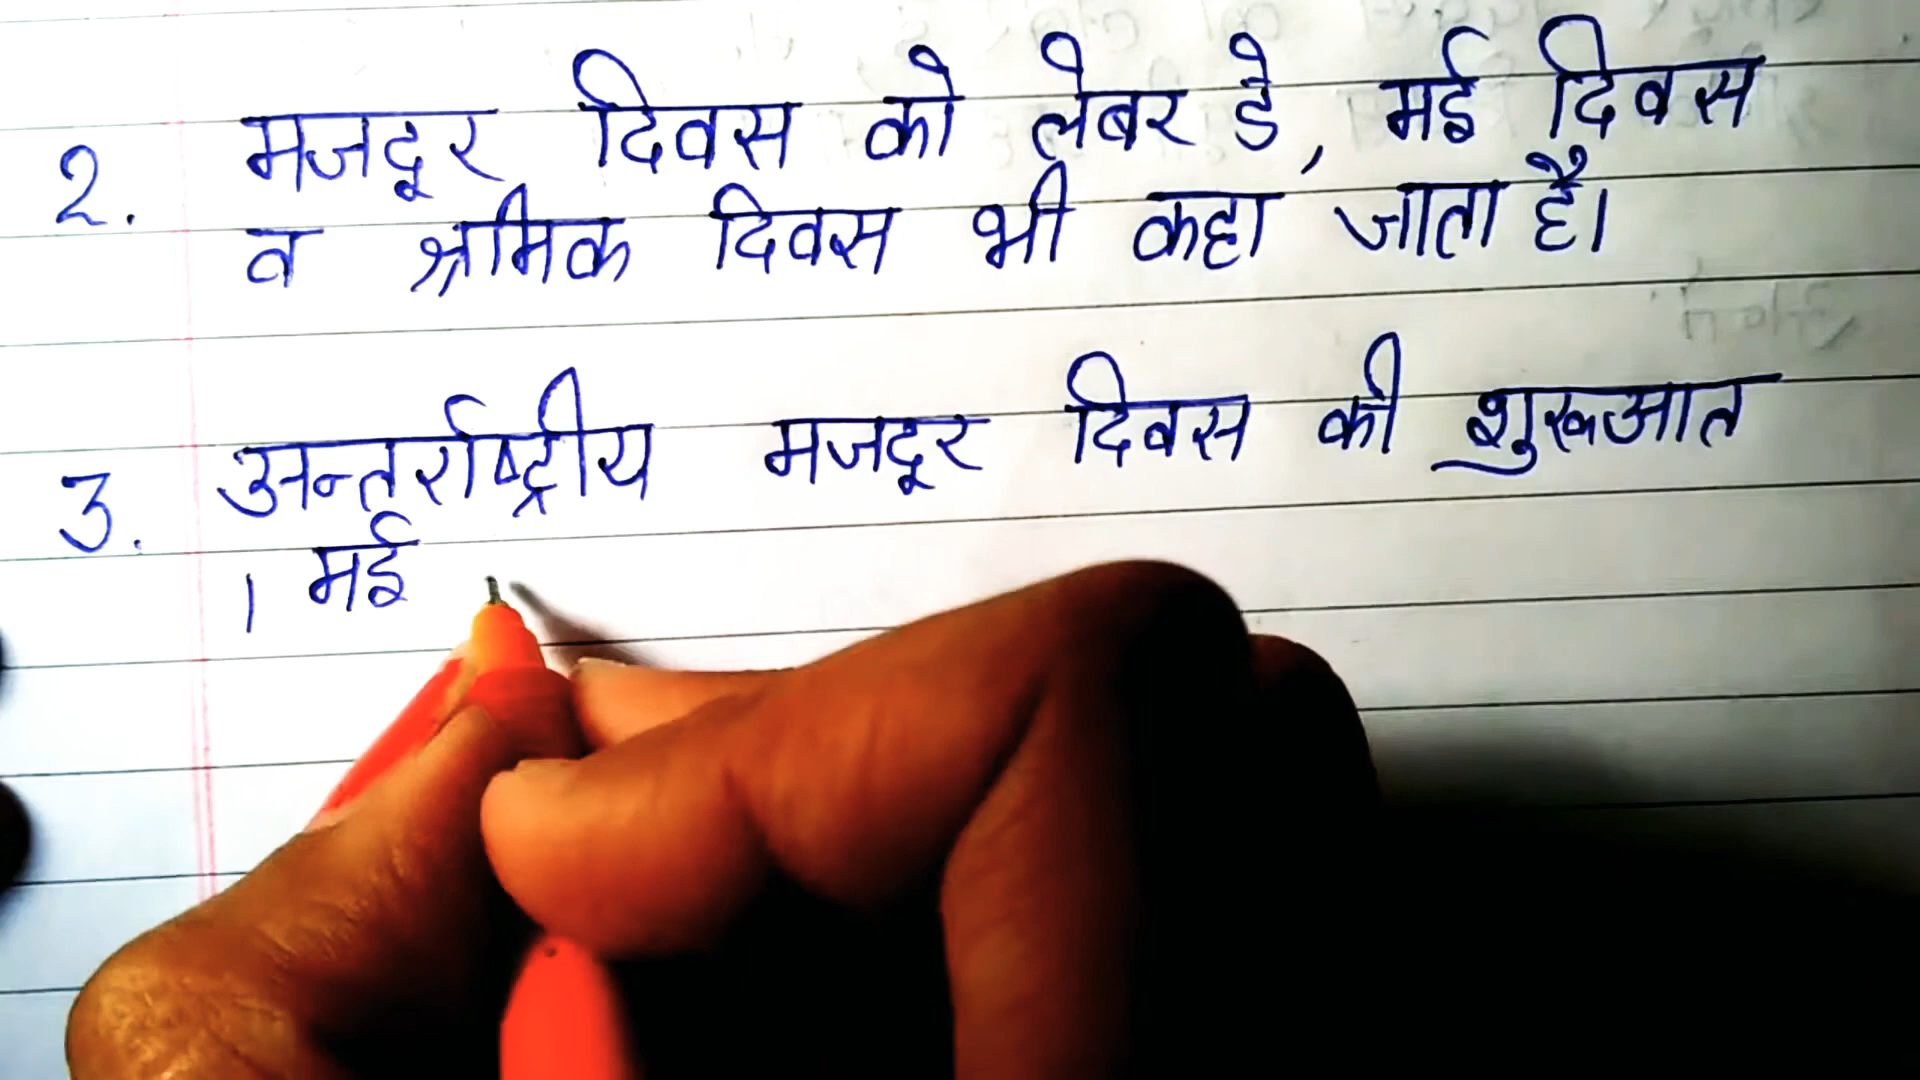 2. मजदूर दिवस को लेबर डे, मई दिवस
व श्रमिक दिवस भी कहा जाता है।
3. अन्तर्राष्ट्रीय मजदूर दिवस की शुरूआत
1 मई